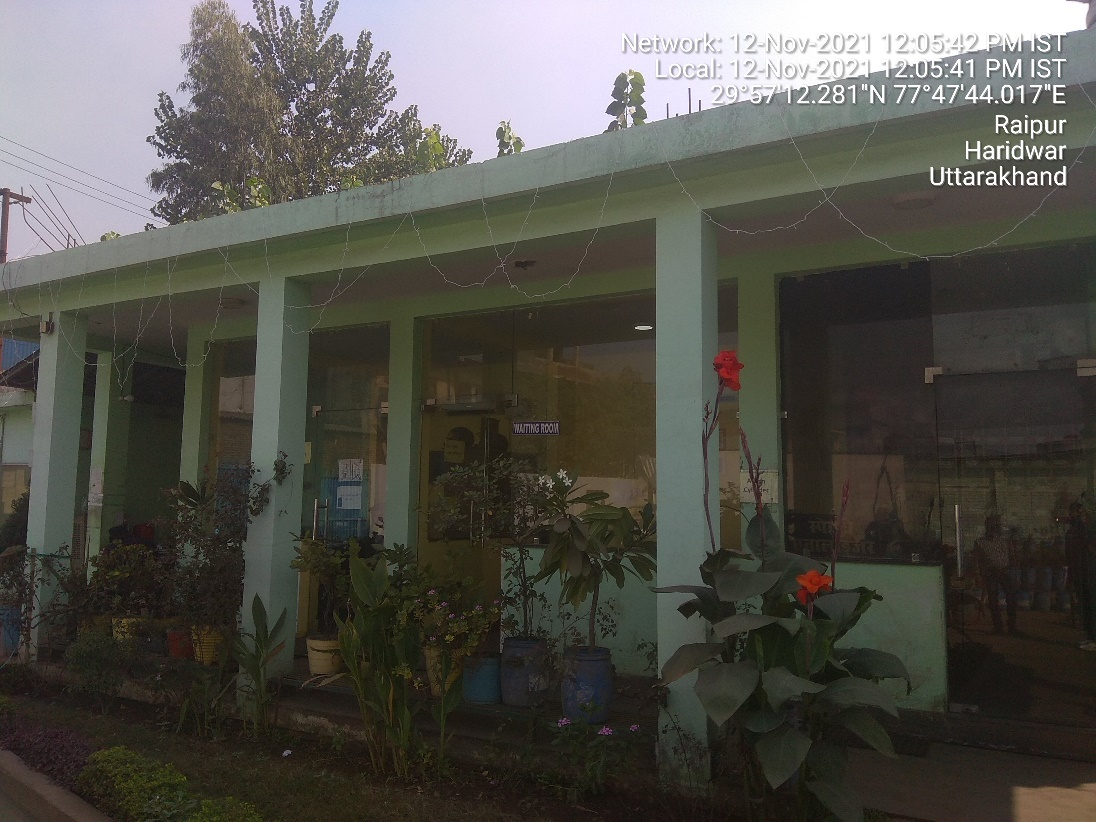 Network: 12-Nov-2021 12:05:42 PM IST
Local: 12-Nov-2021 12:05:41 PM IST
29°57'12.281"N 77°47'44.017"E
Raipur
Haridwar
Uttarakhand
WAITING ROOM